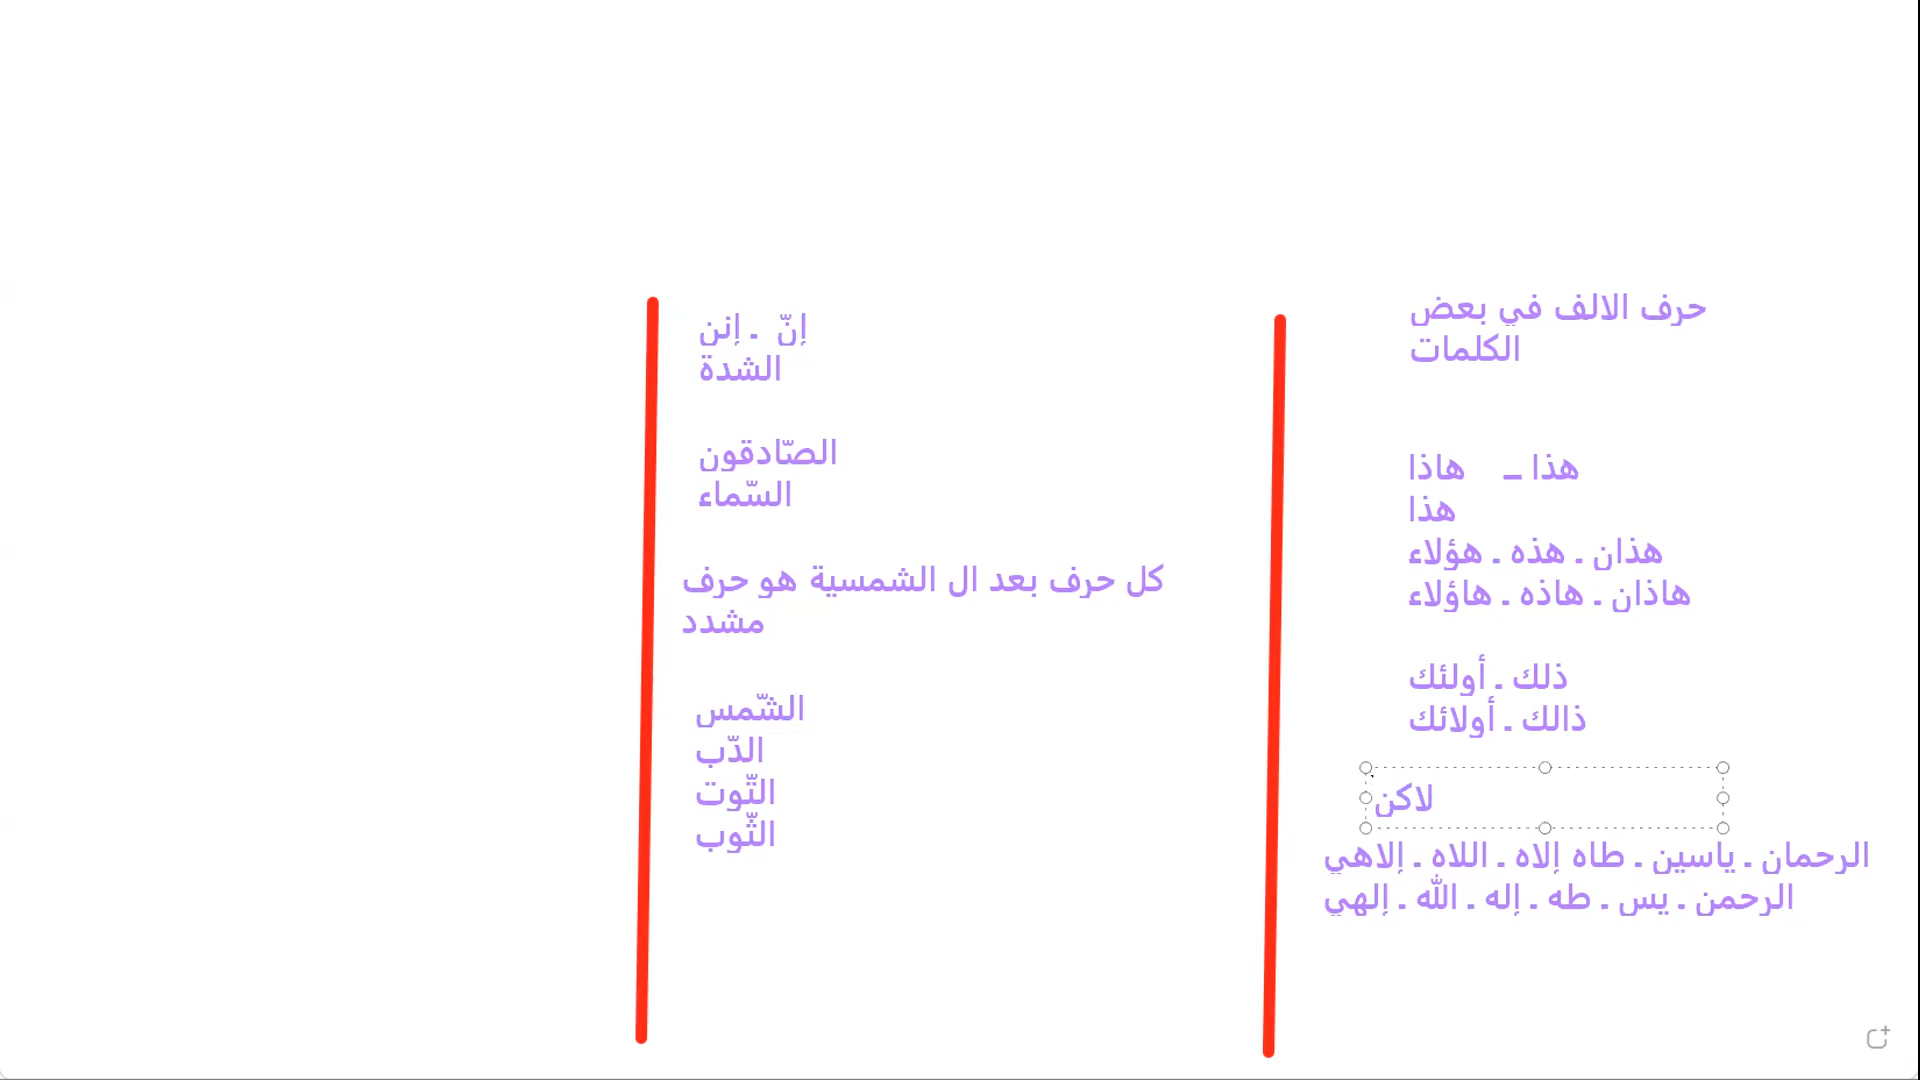 حرف الالف في بعض
الكلمات
هذا ـ هاذا
هذا
هذان ـ هذه ـ هؤلاء
هاذان ـ هاذه ـ هاؤلاء
ذلك ـ أولئك
ذالك ـ أولائك
لاكن
الرحمان ـ ياسين ـ طاه إلاه ـ اللاه ـ إلاهي
الرحمن ـ يس ـ طه ـ إله ـ الله ـ إلهي
إنّ ـ إنن
الشدة
الصّادقون
السّماء
كل حرف بعد ال الشمسية هو حرف
مشدد
الشّمس
الدّب
التّوت
الثّوب